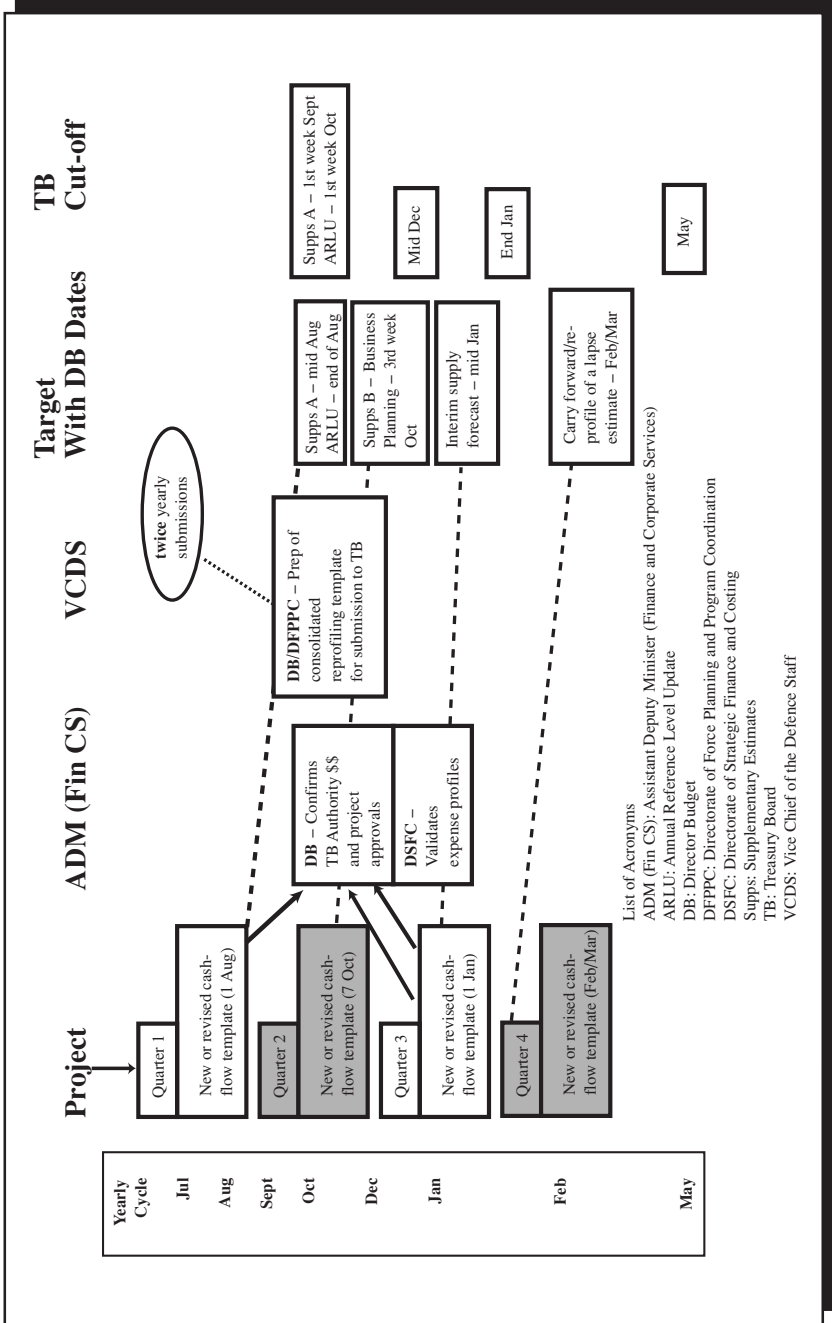 Project
ADM (Fin CS)
VCDS
Target
With DB Dates
TB
Cut-off
Yearly
Cycle
Jul
Aug
Sept
Oct
Dec
Jan
Feb
May
Quarter 1
New or revised cash-
flow template (1 Aug)
Quarter 2
New or revised cash-
flow template (7 Oct)
Quarter 3
New or revised cash-
flow template (1 Jan)
Quarter 4
New or revised cash-
flow template (Feb/Mar)
DB – Confirms
TB Authority $$
and project
approvals
DSFC –
Validates
expense profiles
twice yearly
submissions
DB/DFPPC – Prep of
consolidated
reprofiling template
for submission to TB
Supps A – mid Aug
ARLU – end of Aug
Supps B – Business
Planning – 3rd week
Oct
Interim supply
forecast – mid Jan
Carry forward/re-
profile of a lapse
estimate – Feb/Mar
Supps A – 1st week Sept
ARLU – 1st week Oct
Mid Dec
End Jan
May
List of Acronyms
ADM (Fin CS): Assistant Deputy Minister (Finance and Corporate Services)
ARLU: Annual Reference Level Update
DB: Director Budget
DFPPC: Directorate of Force Planning and Program Coordination
DSFC: Directorate of Strategic Finance and Costing
Supps: Supplementary Estimates
TB: Treasury Board
VCDS: Vice Chief of the Defence Staff